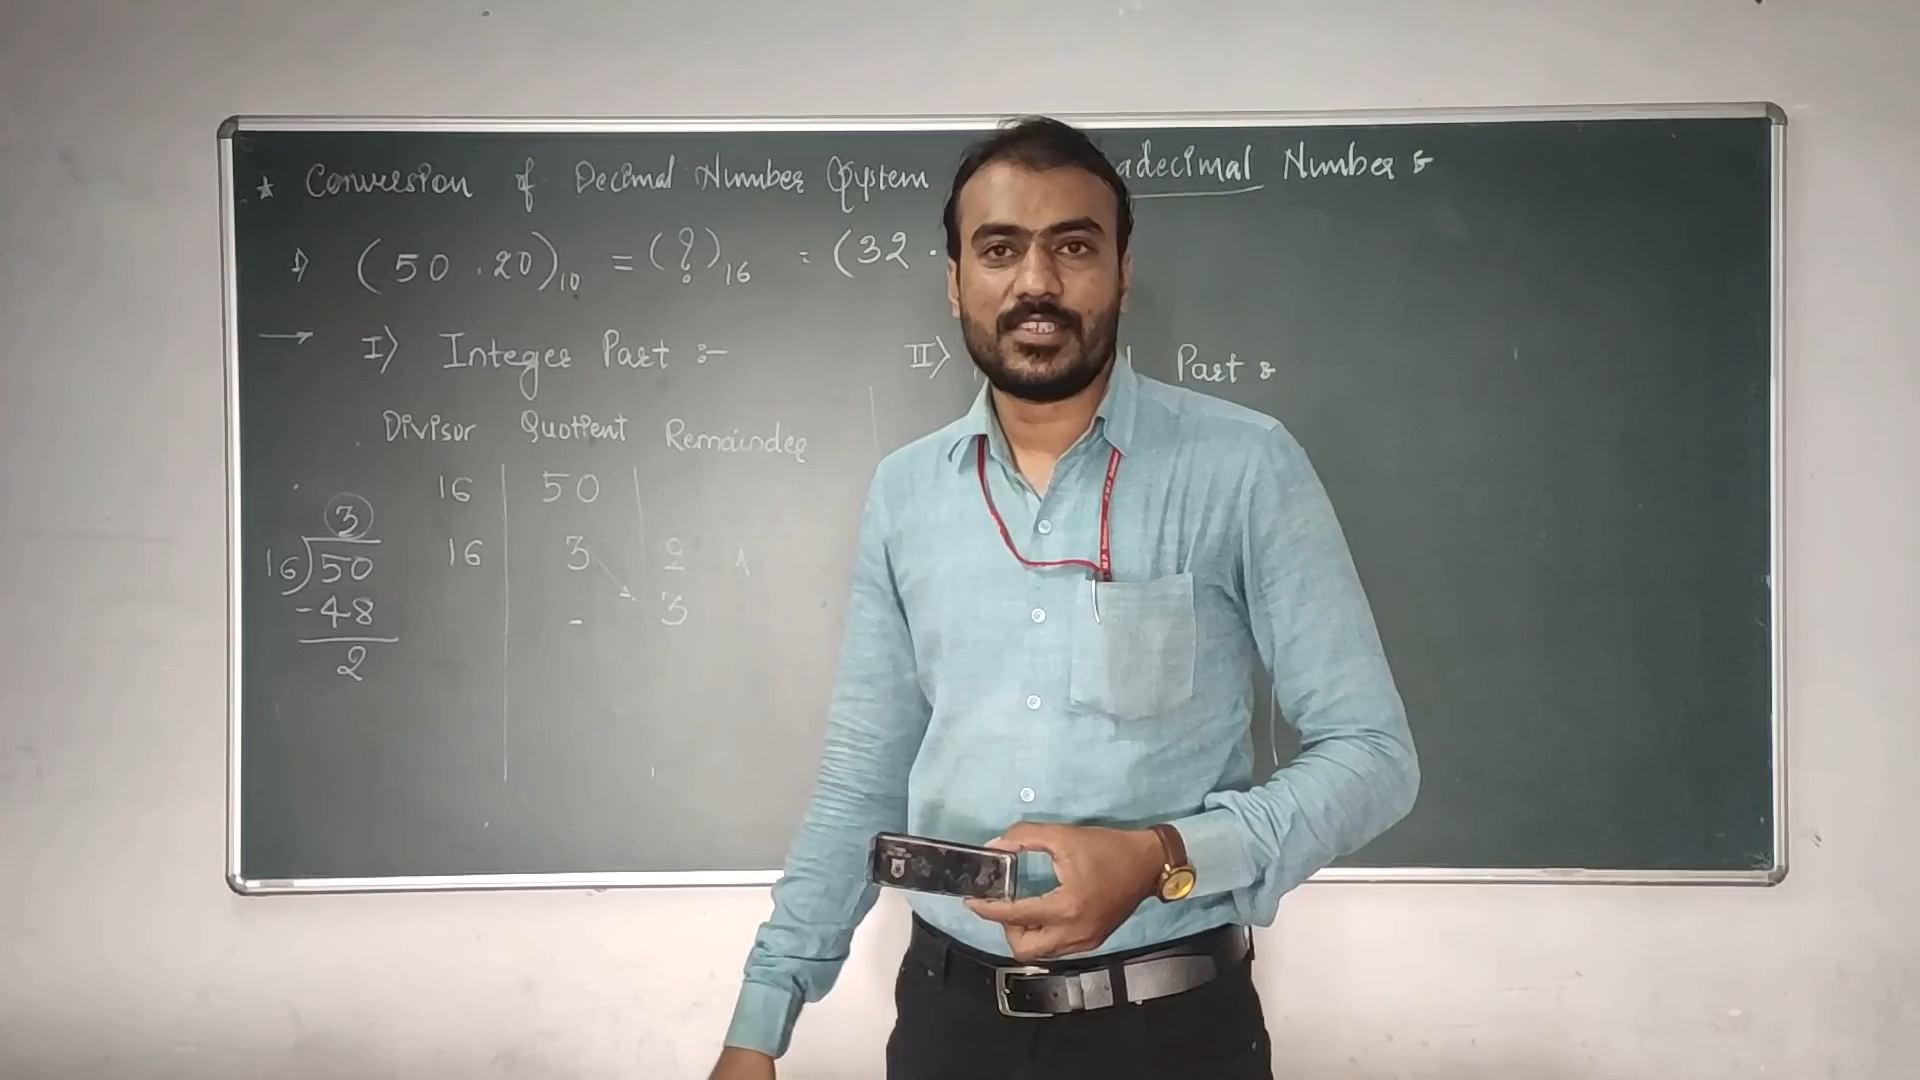 ★ Conversion of Decimal Number System adecimal Number :-
1) (50.20)10 = (?)16 = (32.
→ I) Integer Part :-
Divisor Quotient Remainder
16 50
16 3 2 ↑
- 3
3
16)50
-48
2
II) Part :-